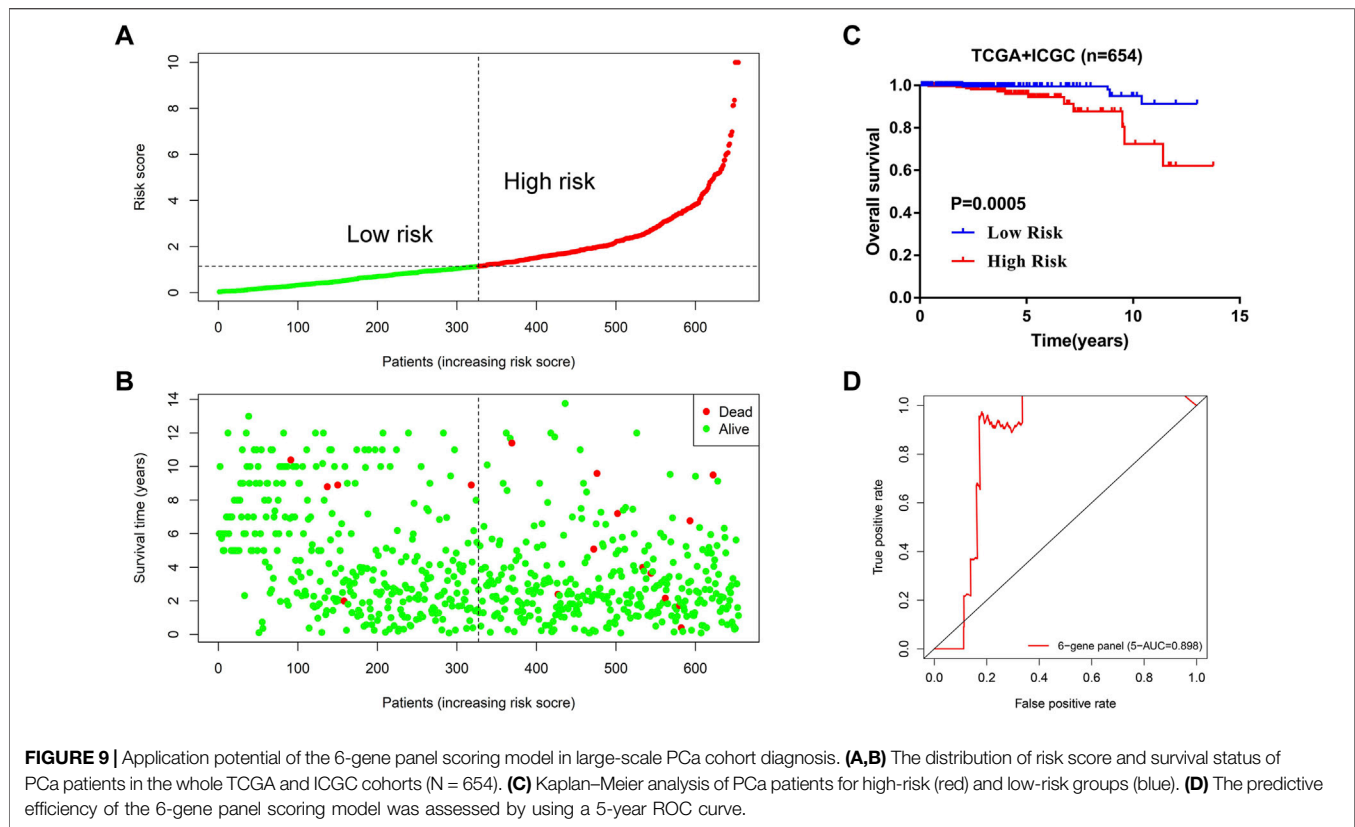 A
10
8
6
4
2
0
Risk score
Low risk
High risk
0 100 200 300 400 500 600
Patients (increasing risk socre)
B
14
12
10
8
6
4
2
0
Survival time (years)
Dead
Alive
0 100 200 300 400 500 600
Patients (increasing risk socre)
C
TCGA+ICGC (n=654)
1.0
0.8
0.6
0.4
0.2
0.0
Overall survival
P=0.0005
Low Risk
High Risk
0 5 10 15
Time(years)
D
1.0
0.8
0.6
0.4
0.2
0.0
True positive rate
6-gene panel (5-AUC=0.898)
0.0 0.2 0.4 0.6 0.8 1.0
False positive rate
FIGURE 9 | Application potential of the 6-gene panel scoring model in large-scale PCa cohort diagnosis. (A,B) The distribution of risk score and survival status of
PCa patients in the whole TCGA and ICGC cohorts (N = 654). (C) Kaplan–Meier analysis of PCa patients for high-risk (red) and low-risk groups (blue). (D) The predictive
efficiency of the 6-gene panel scoring model was assessed by using a 5-year ROC curve.